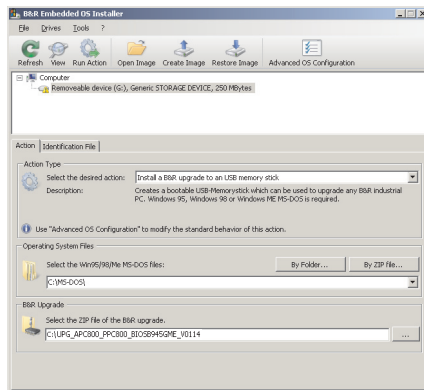 B&R Embedded OS Installer
File Drives Tools ?
Refresh View Run Action Open Image Create Image Restore Image Advanced OS Configuration
Computer
Removeable device (G:), Generic STORAGE DEVICE, 250 MBytes
Action Identification File
Action Type
Select the desired action: Install a B&R upgrade to an USB memory stick
Description: Creates a bootable USB-Memorystick which can be used to upgrade any B&R industrial
PC. Windows 95, Windows 98 or Windows ME MS-DOS is required.
Use "Advanced OS Configuration" to modify the standard behavior of this action.
Operating System Files
Select the Win95/98/Me MS-DOS files: By Folder... By ZIP file...
C:\MS-DOS\
B&R Upgrade
Select the ZIP file of the B&R upgrade.
C:\UPG_APC800_PPC800_BIOSB945GME_V0114 ...